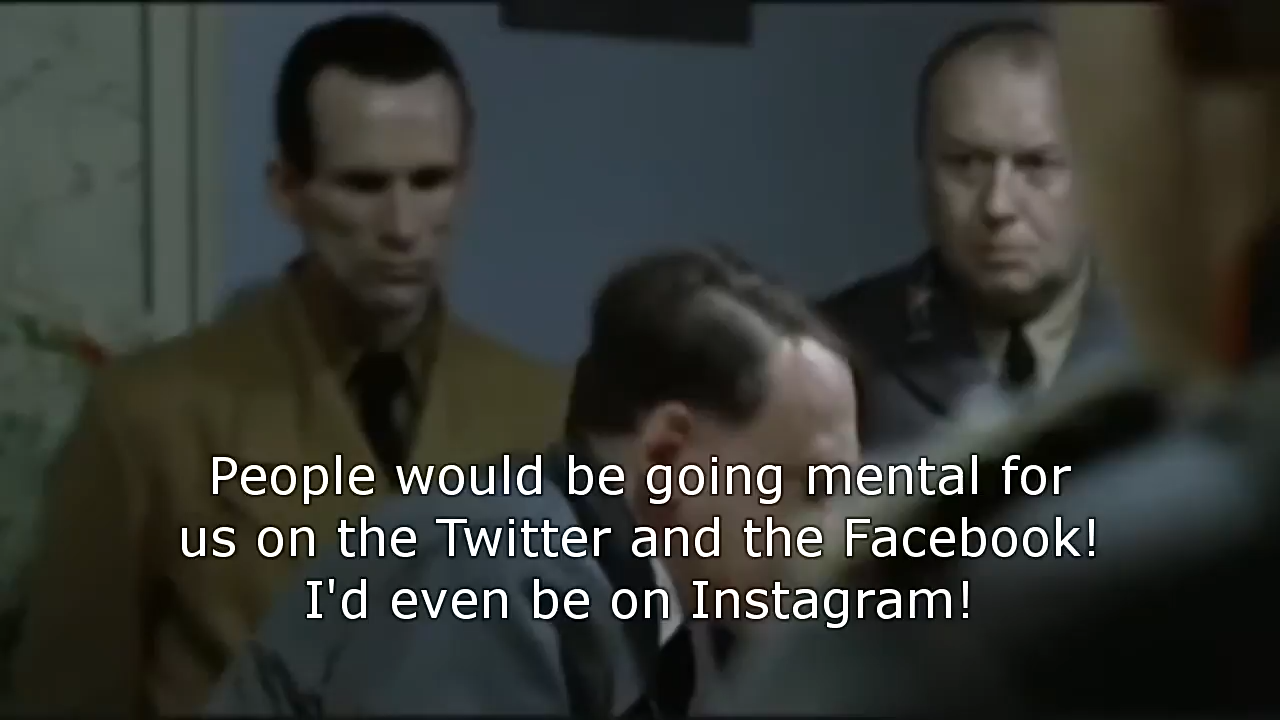 People would be going mental for
us on the Twitter and the Facebook!
I'd even be on Instagram!